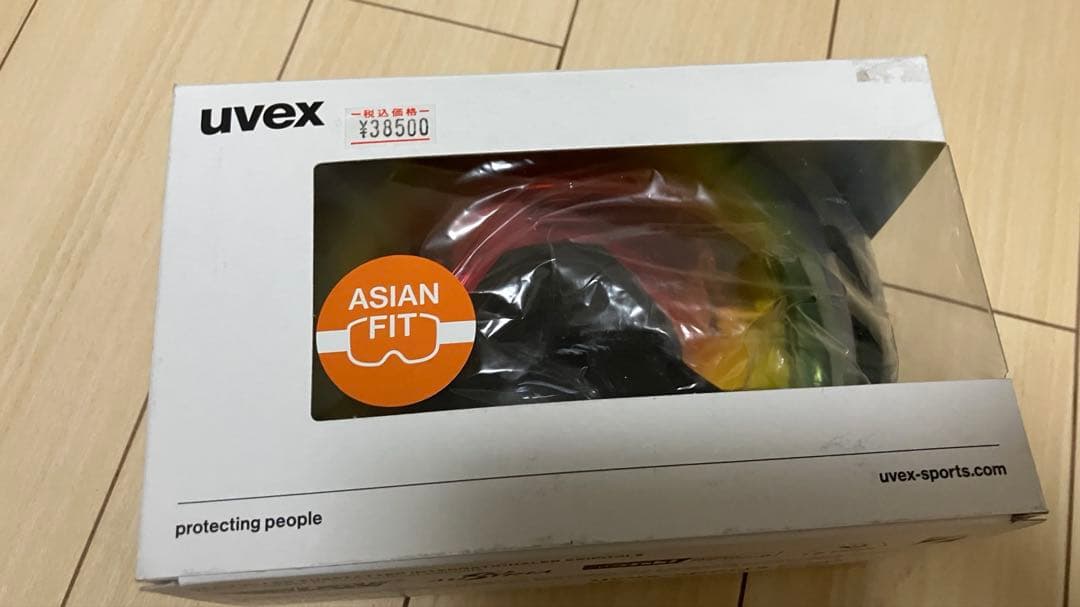 uvex
税込価格
¥38500
ASIAN
FIT
uvex-sports.com
protecting people